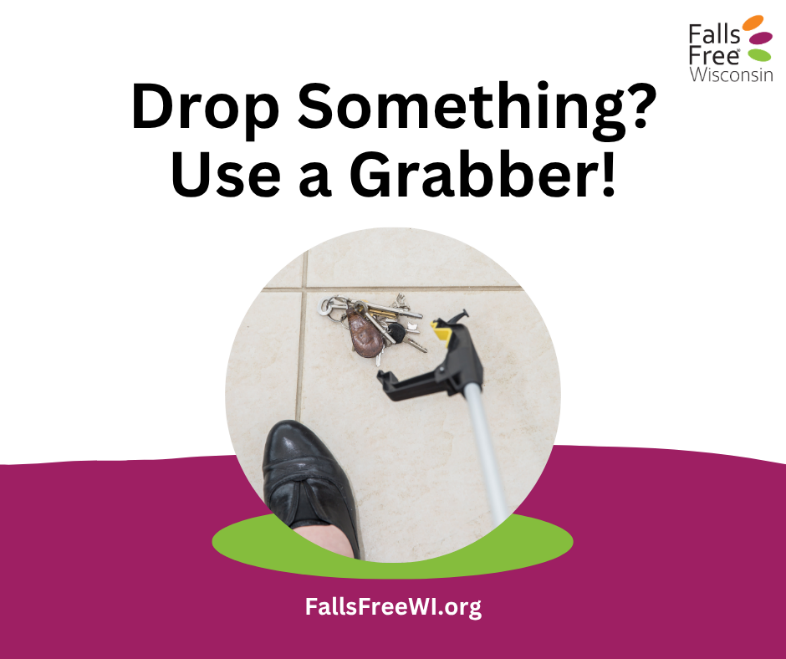 Falls
Free®
Wisconsin
Drop Something?
Use a Grabber!
FallsFreeWI.org